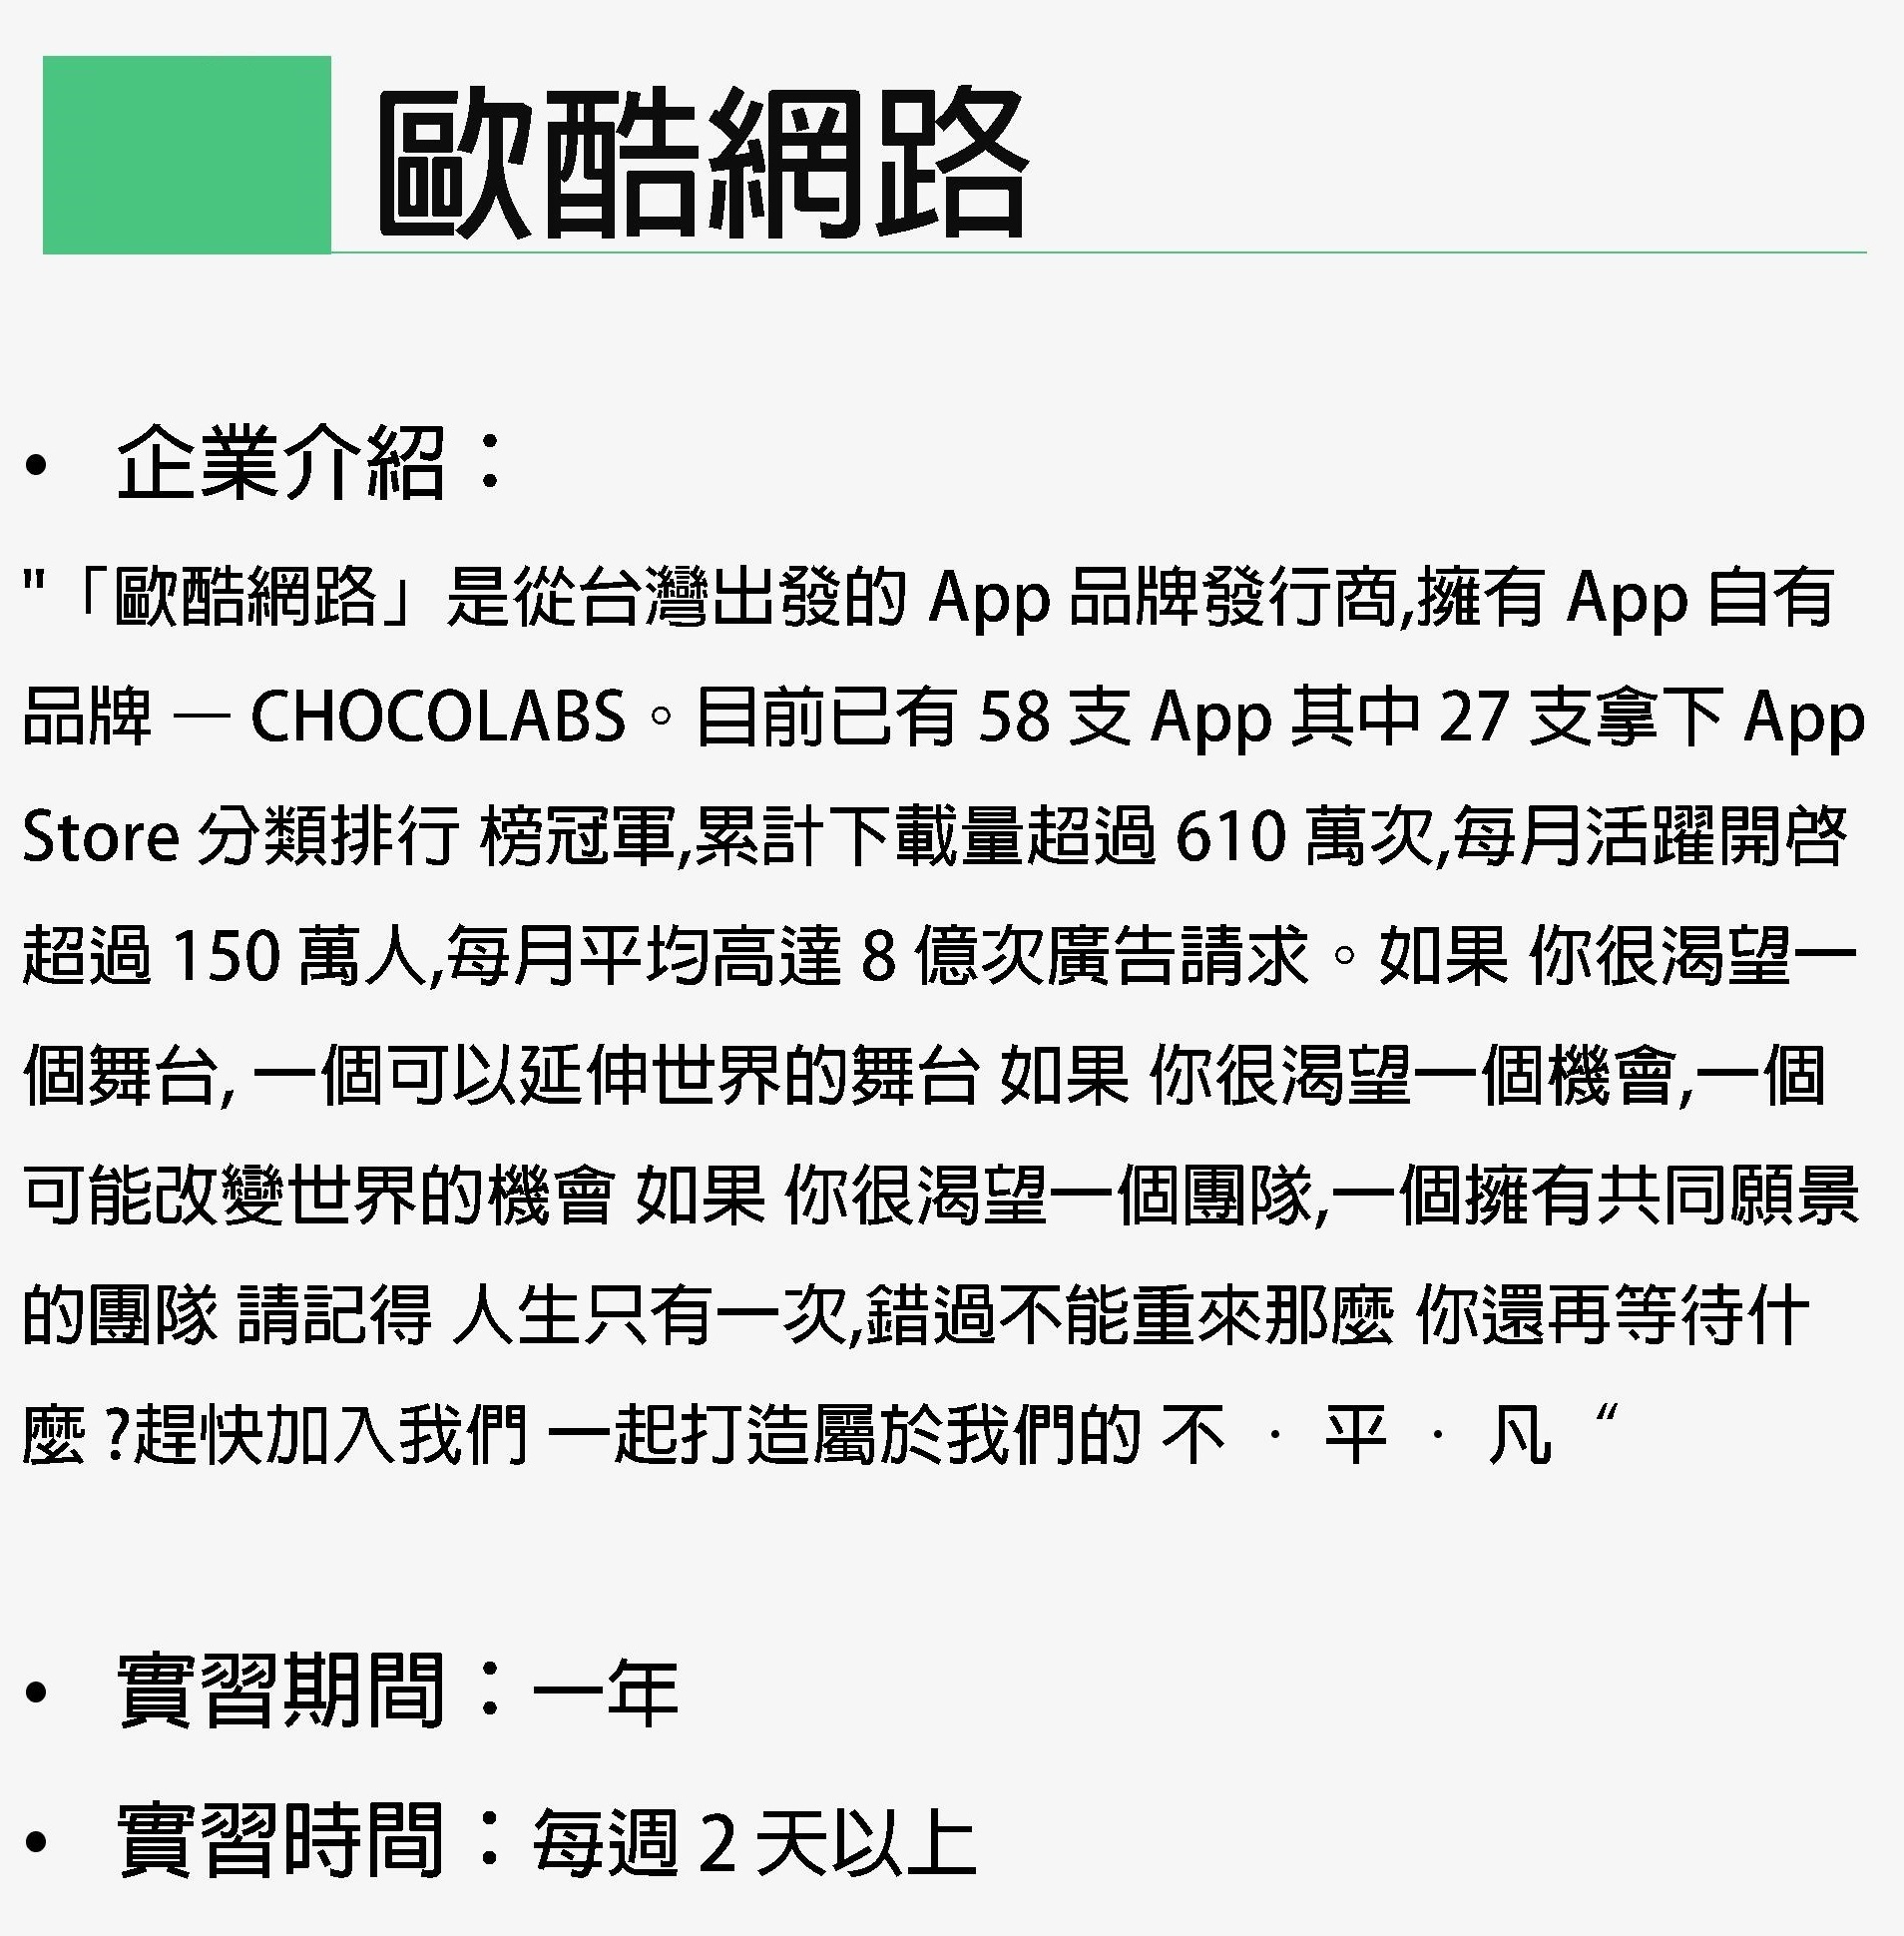 歐酷網路
• 企業介紹：
"「歐酷網路」是從台灣出發的 App 品牌發行商,擁有 App 自有
品牌 — CHOCOLABS。目前已有 58 支 App 其中 27 支拿下 App
Store 分類排行 榜冠軍,累計下載量超過 610 萬次,每月活躍開啓
超過 150 萬人,每月平均高達 8 億次廣告請求。如果 你很渴望一
個舞台, 一個可以延伸世界的舞台 如果 你很渴望一個機會,一個
可能改變世界的機會 如果 你很渴望一個團隊,一個擁有共同願景
的團隊 請記得 人生只有一次,錯過不能重來那麼 你還再等待什
麼 ?趕快加入我們 一起打造屬於我們的 不 ‧ 平 ‧ 凡 “
• 實習期間：一年
• 實習時間：每週 2 天以上